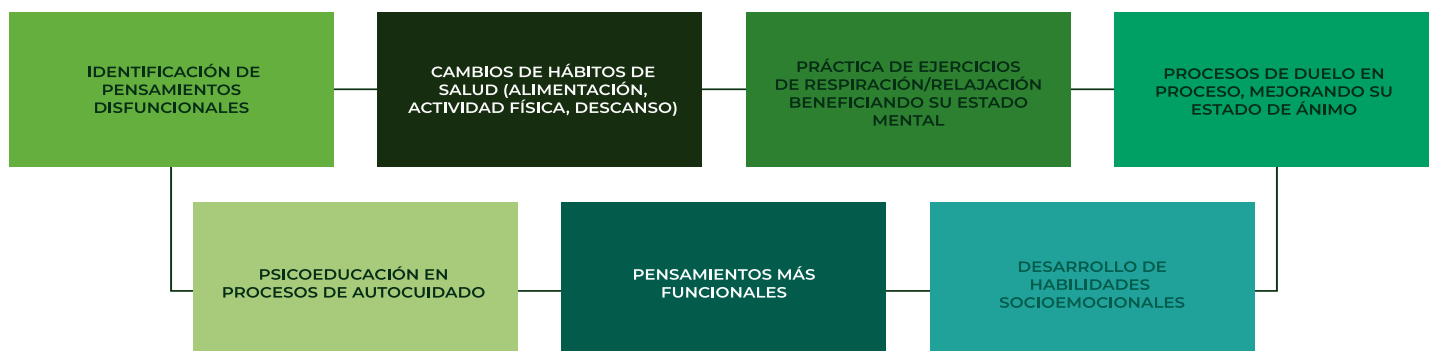 IDENTIFICACIÓN DE
PENSAMIENTOS
DISFUNCIONALES
CAMBIOS DE HÁBITOS DE
SALUD (ALIMENTACIÓN,
ACTIVIDAD FÍSICA, DESCANSO)
PRÁCTICA DE EJERCICIOS
DE RESPIRACIÓN/RELAJACIÓN
BENEFICIANDO SU ESTADO
MENTAL
PROCESOS DE DUELO EN
PROCESO, MEJORANDO SU
ESTADO DE ÁNIMO
PSICOEDUCACIÓN EN
PROCESOS DE AUTOCUIDADO
PENSAMIENTOS MÁS
FUNCIONALES
DESARROLLO DE
HABILIDADES
SOCIOEMOCIONALES